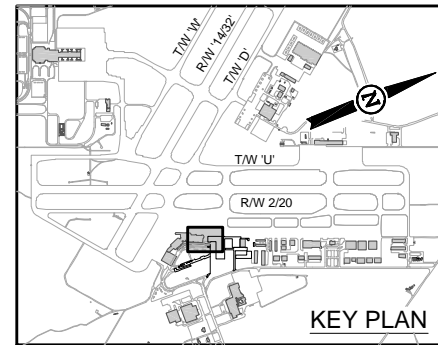 T/W 'W'
R/W '14/32'
T/W 'D'
N
T/W 'U'
R/W 2/20
KEY PLAN